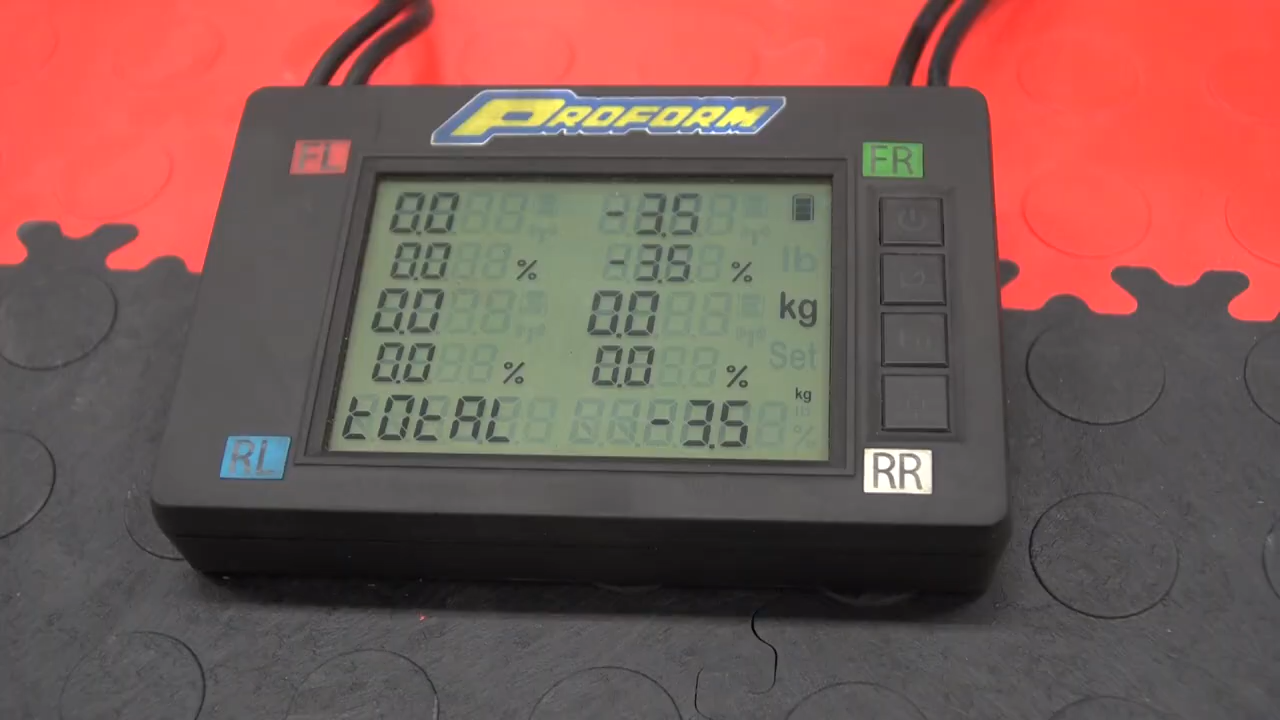 PROFORM
FL
FR
0.0 -3.5
0.0 % -3.5 %
lb
0.0 0.0 kg
Set
0.0 % 0.0 %
kg
lb
tOtAL -3.5 %
RL
RR